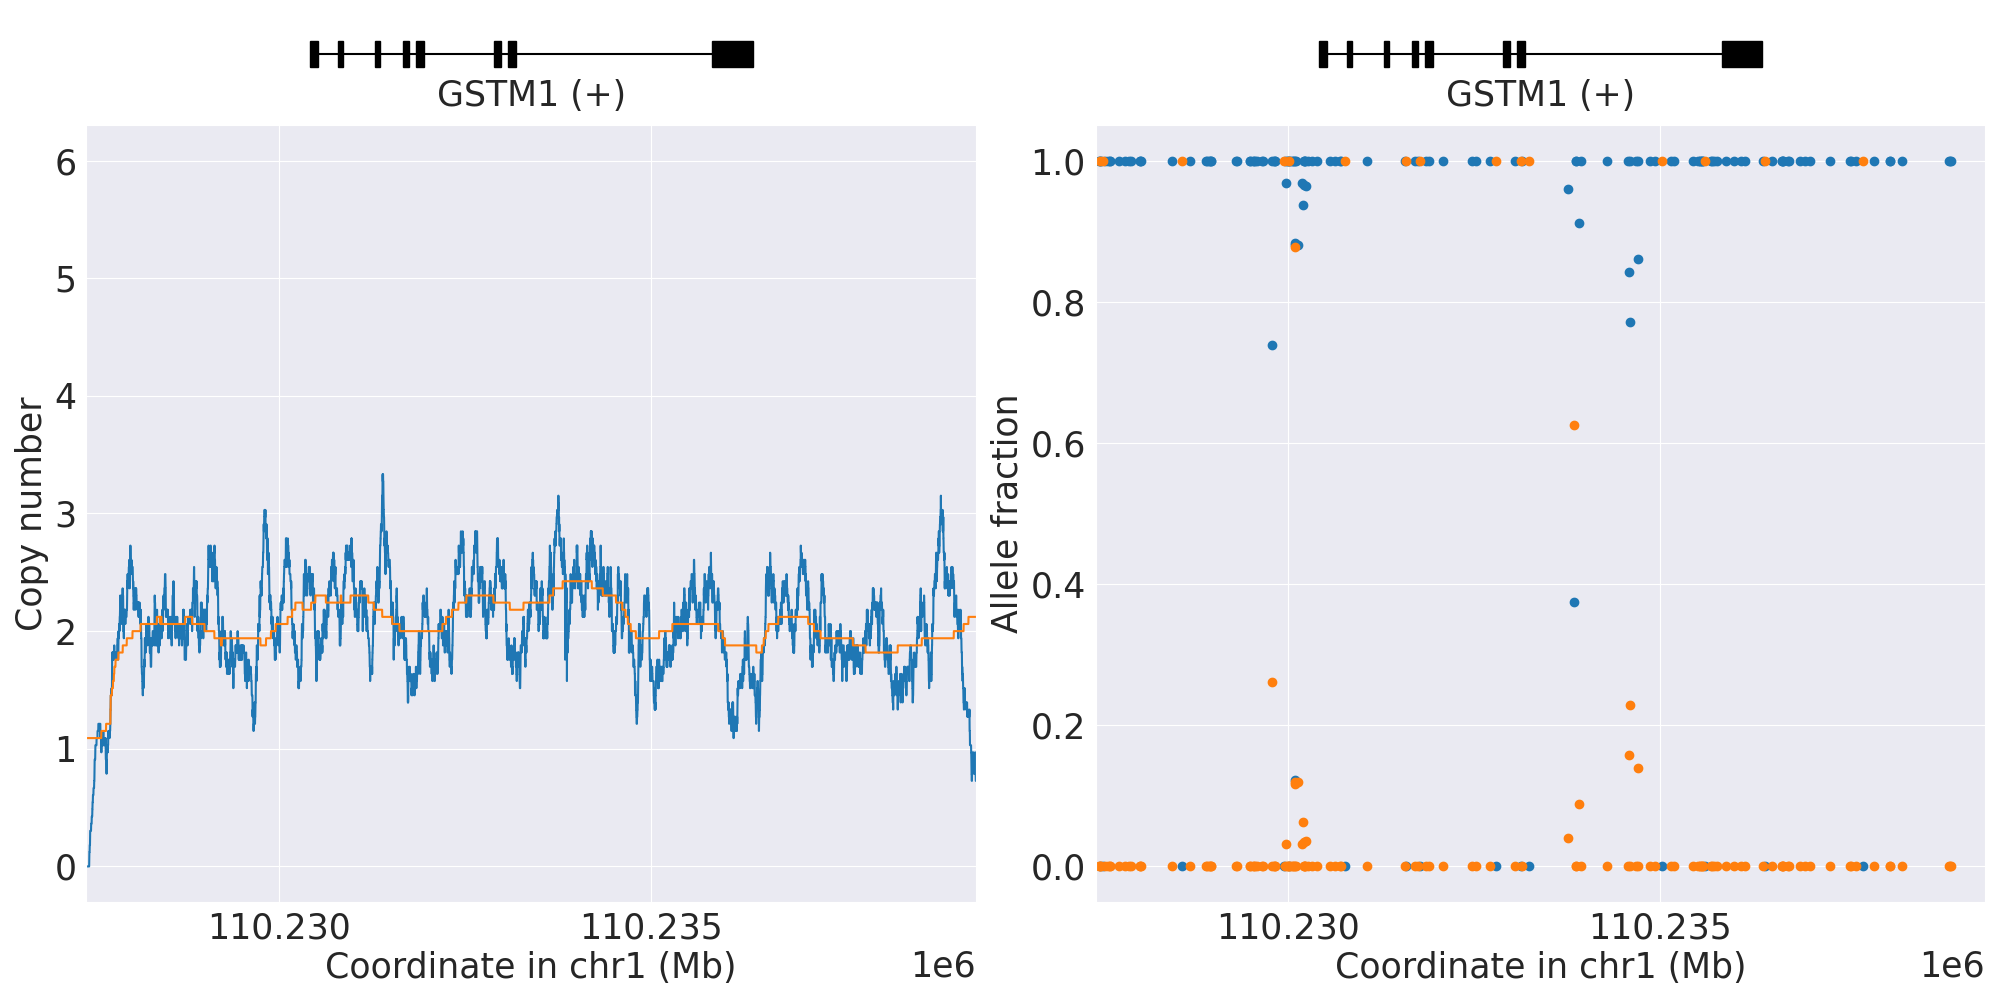 GSTM1 (+)
Copy number
6
5
4
3
2
1
0
110.230
110.235
Coordinate in chr1 (Mb)
1e6
GSTM1 (+)
Allele fraction
1.0
0.8
0.6
0.4
0.2
0.0
110.230
110.235
Coordinate in chr1 (Mb)
1e6